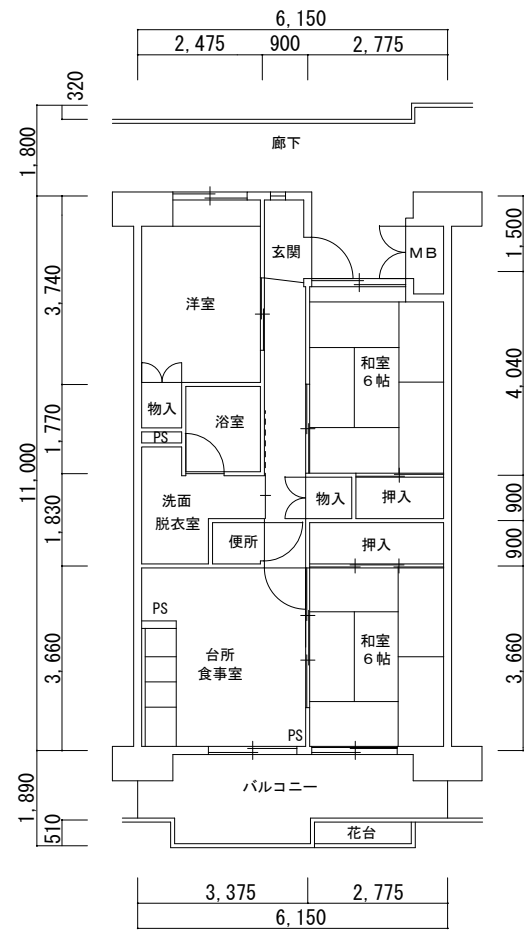 6,150
2,475
900
2,775
320
1,800
廊下
玄関
MB
1,500
3,740
洋室
和室
6帖
4,040
物入
浴室
1,770
PS
11,000
洗面
脱衣室
物入
押入
900
1,830
便所
押入
900
PS
台所
食事室
和室
6帖
3,660
3,660
PS
バルコニー
1,890
510
花台
3,375
2,775
6,150